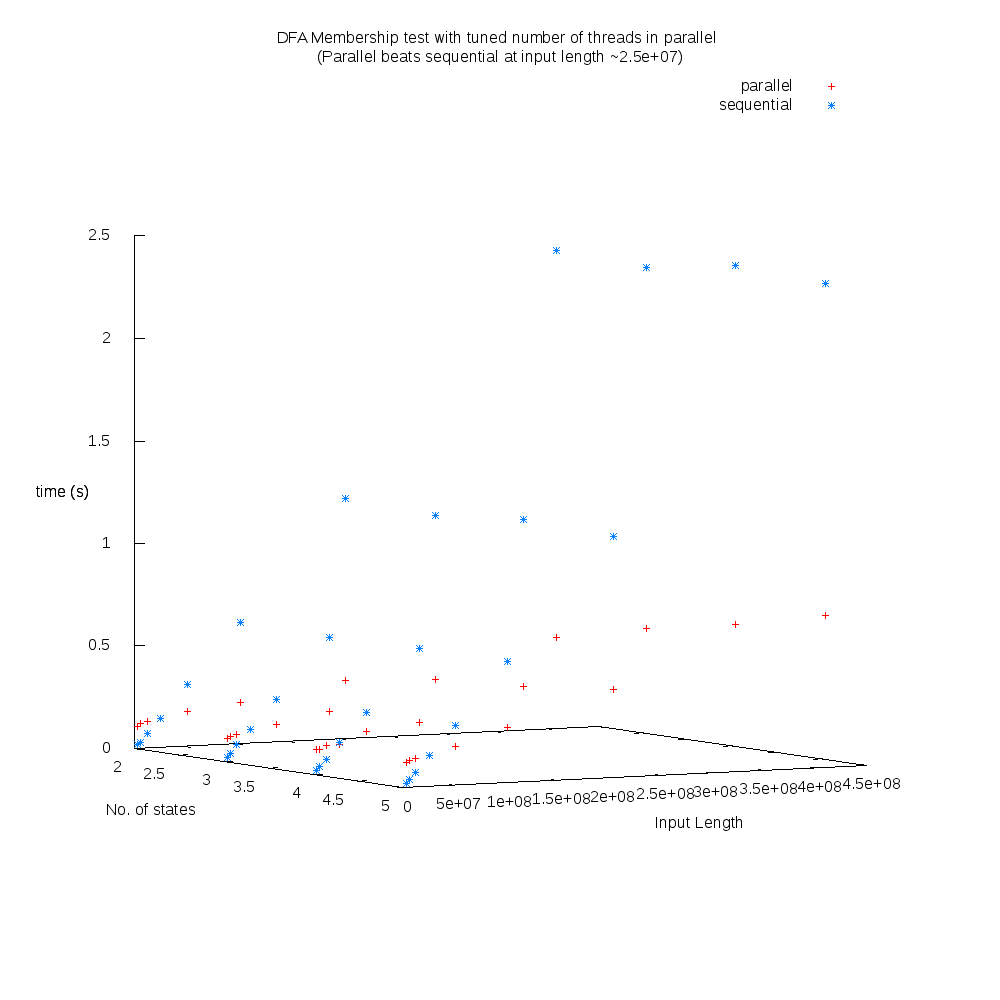 DFA Membership test with tuned number of threads in parallel
(Parallel beats sequential at input length ~2.5e+07)
parallel
sequential
2.5
2
1.5
time (s)
1
0.5
0
2
2.5
3
3.5
4
4.5
5
0
5e+07
1e+08
1.5e+08
2e+08
2.5e+08
3e+08
3.5e+08
4e+08
4.5e+08
No. of states
Input Length